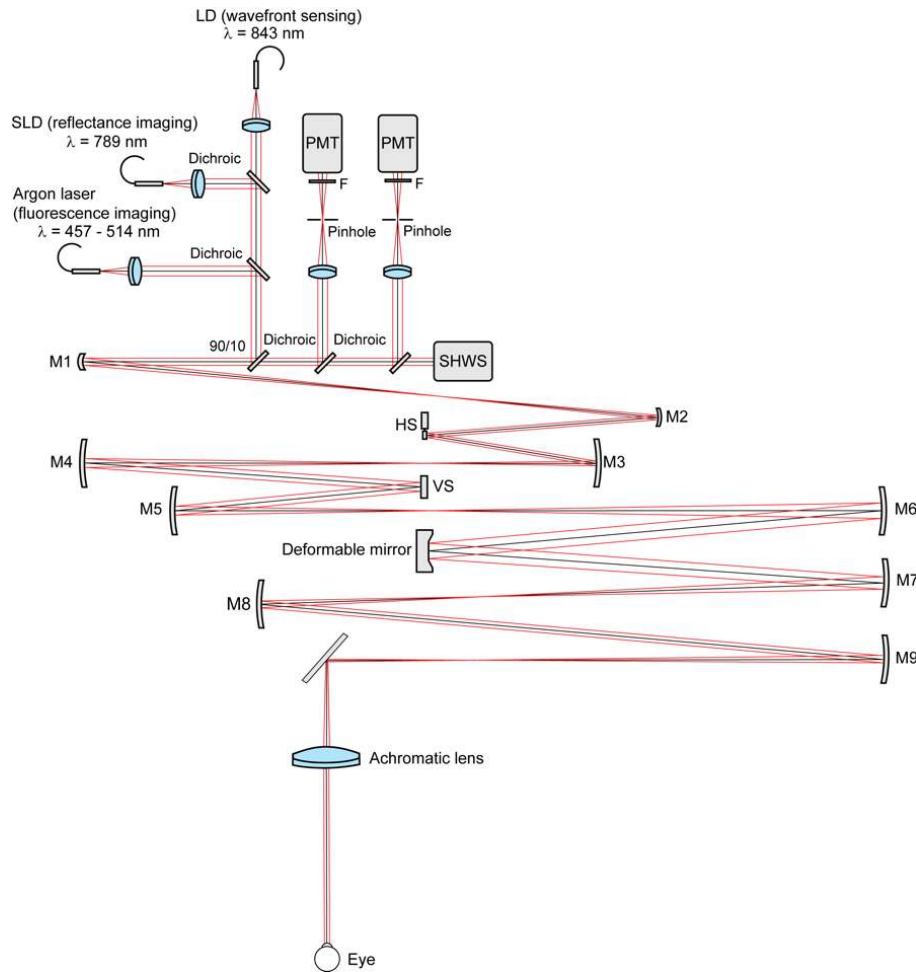 LD (wavefront sensing)
λ = 843 nm
SLD (reflectance imaging)
λ = 789 nm
Dichroic
PMT
PMT
F
F
Argon laser
(fluorescence imaging)
λ = 457 - 514 nm
Pinhole
Pinhole
Dichroic
90/10
Dichroic
Dichroic
M1
SHWS
M2
HS
M4
M3
M5
VS
M6
Deformable mirror
M7
M8
M9
Achromatic lens
Eye